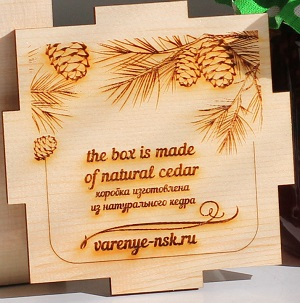 the box is made
of natural cedar
коробка изготовлена
из натурального кедра
varenye-nsk.ru